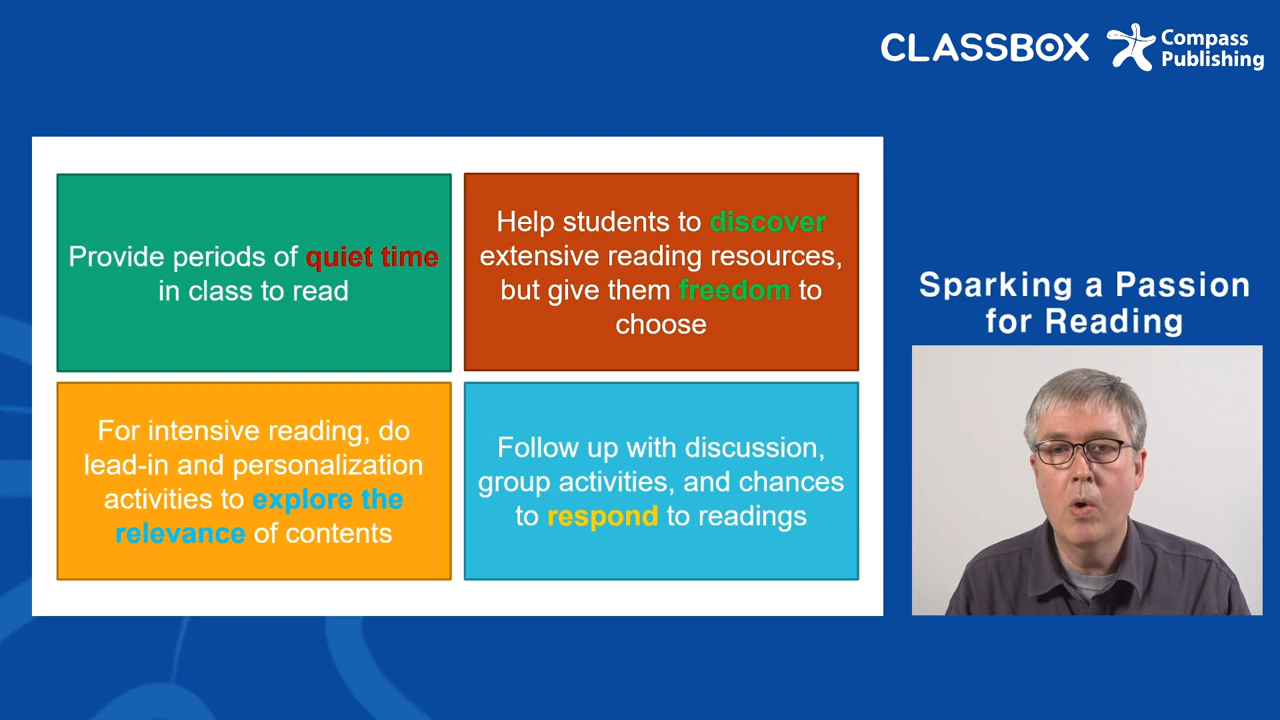 CLASSBOX
Compass
Publishing
Provide periods of quiet time
in class to read
Help students to discover
extensive reading resources,
but give them freedom to
choose
For intensive reading, do
lead-in and personalization
activities to explore the
relevance of contents
Follow up with discussion,
group activities, and chances
to respond to readings
Sparking a Passion
for Reading